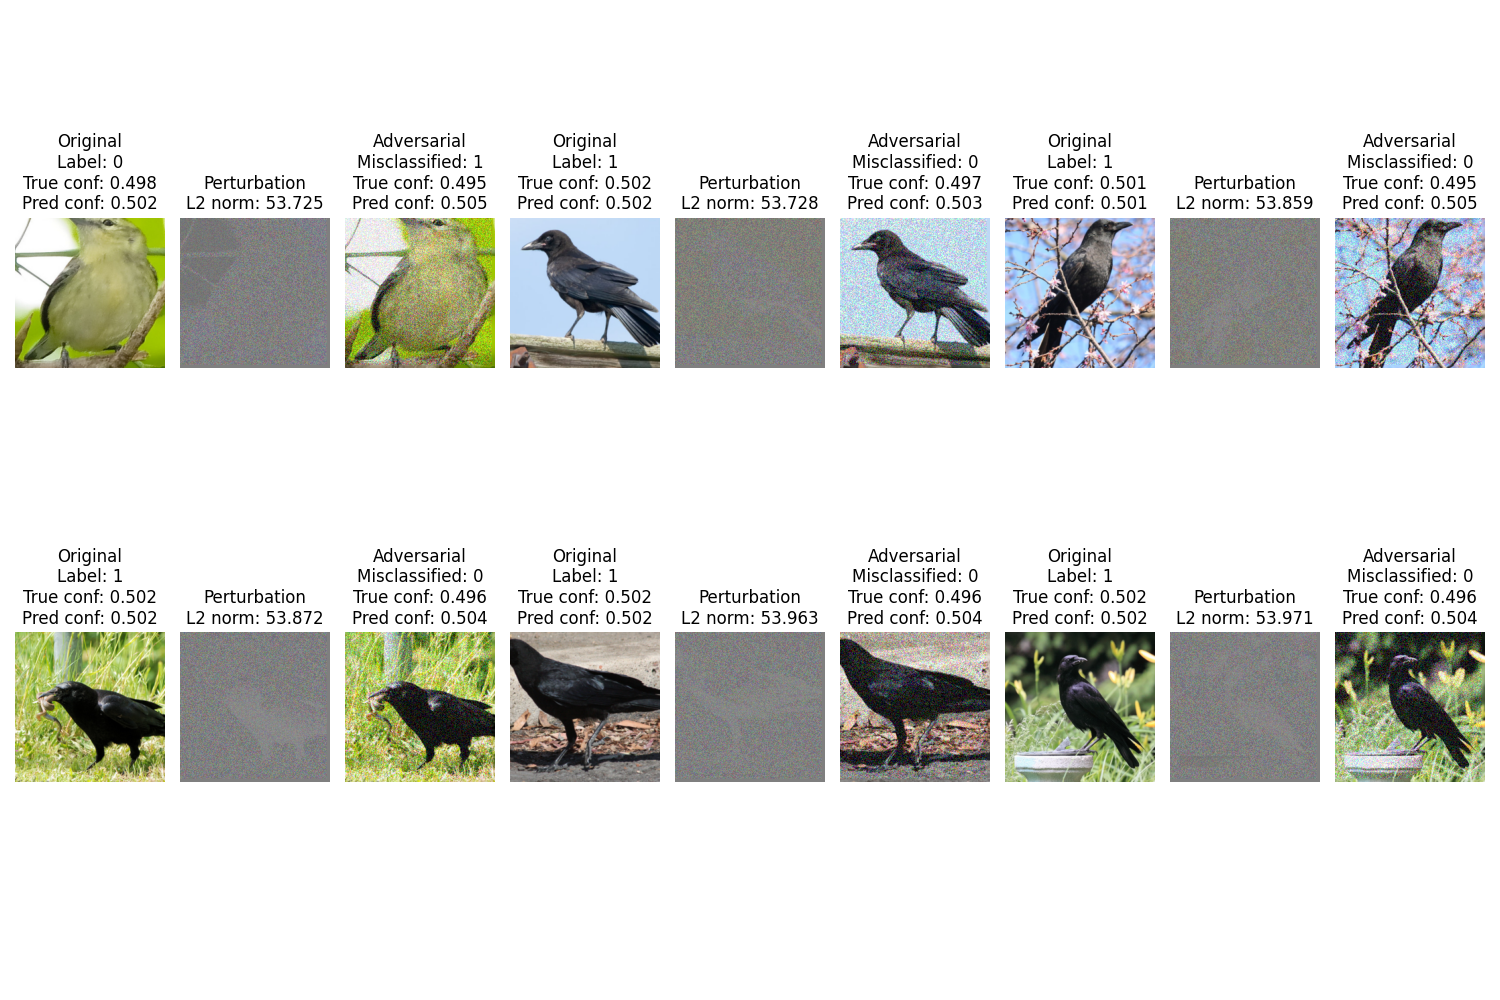 Original
Label: 0
True conf: 0.498
Pred conf: 0.502
Perturbation
L2 norm: 53.725
Adversarial
Misclassified: 1
True conf: 0.495
Pred conf: 0.505
Original
Label: 1
True conf: 0.502
Pred conf: 0.502
Perturbation
L2 norm: 53.728
Adversarial
Misclassified: 0
True conf: 0.497
Pred conf: 0.503
Original
Label: 1
True conf: 0.501
Pred conf: 0.501
Perturbation
L2 norm: 53.859
Adversarial
Misclassified: 0
True conf: 0.495
Pred conf: 0.505
Original
Label: 1
True conf: 0.502
Pred conf: 0.502
Perturbation
L2 norm: 53.872
Adversarial
Misclassified: 0
True conf: 0.496
Pred conf: 0.504
Original
Label: 1
True conf: 0.502
Pred conf: 0.502
Perturbation
L2 norm: 53.963
Adversarial
Misclassified: 0
True conf: 0.496
Pred conf: 0.504
Original
Label: 1
True conf: 0.502
Pred conf: 0.502
Perturbation
L2 norm: 53.971
Adversarial
Misclassified: 0
True conf: 0.496
Pred conf: 0.504